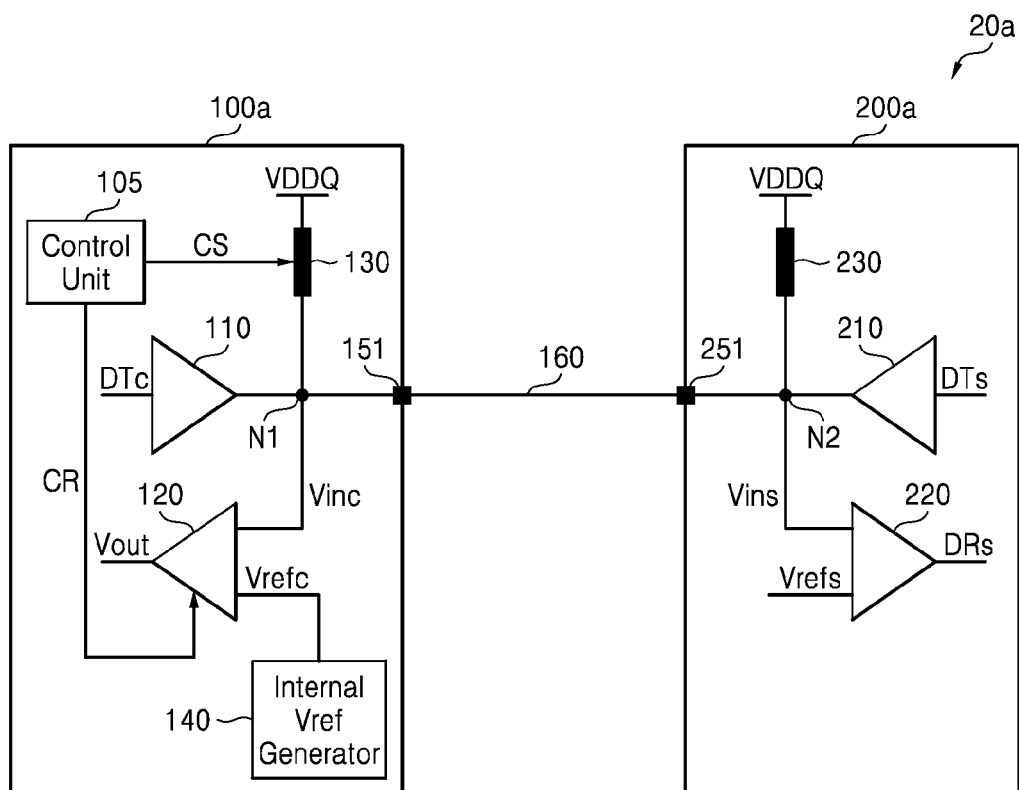 20a
100a
200a
VDDQ
VDDQ
105
Control
Unit
CS
130
230
110
151
160
251
210
DTc
DTs
N1
N2
CR
120
Vinc
Vins
220
Vout
DRs
Vrefc
Vrefs
140
Internal
Vref
Generator